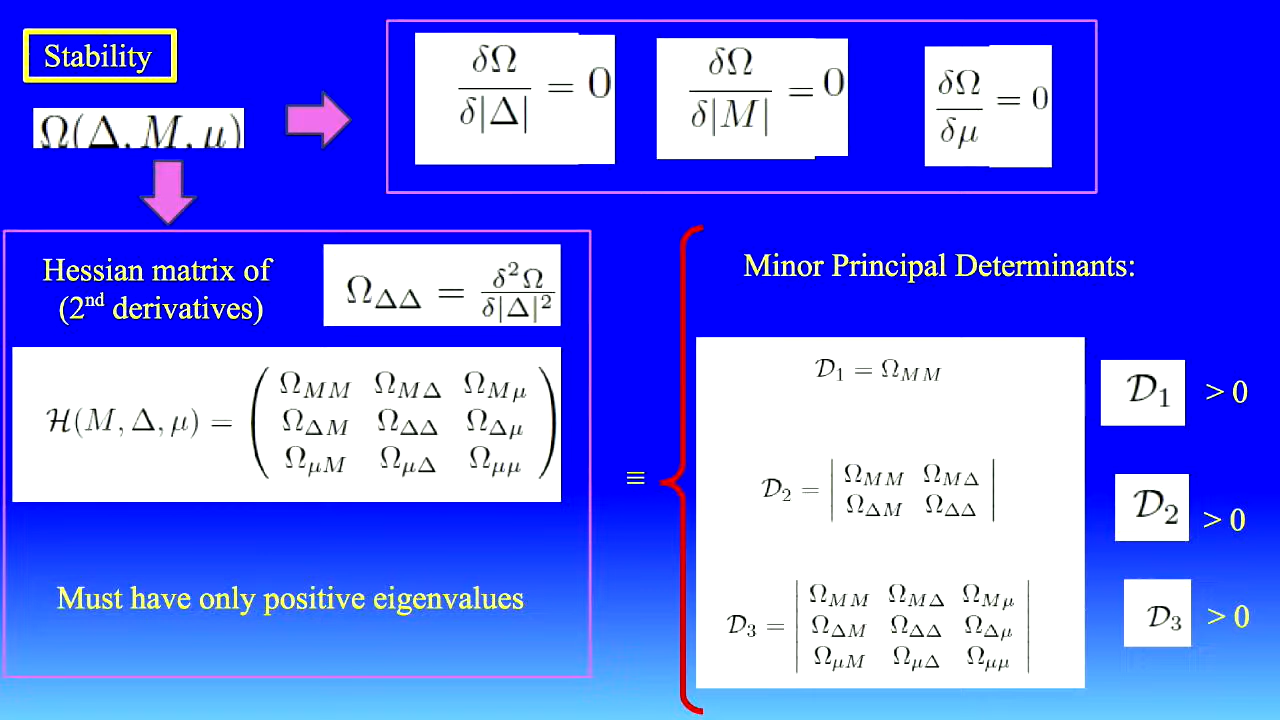 Stability
Ω(Δ, M, μ)
δΩ/δ|Δ| = 0
δΩ/δ|M| = 0
δΩ/δμ = 0
Hessian matrix of
(2nd derivatives)
Ω_ΔΔ = δ²Ω/δ|Δ|²
ℋ(M, Δ, μ) = ( Ω_MM Ω_MΔ Ω_Mμ
Ω_ΔM Ω_ΔΔ Ω_Δμ
Ω_μM Ω_μΔ Ω_μμ )
Must have only positive eigenvalues
≡
Minor Principal Determinants:
𝒟₁ = Ω_MM
𝒟₁ > 0
𝒟₂ = | Ω_MM Ω_MΔ
Ω_ΔM Ω_ΔΔ |
𝒟₂ > 0
𝒟₃ = | Ω_MM Ω_MΔ Ω_Mμ
Ω_ΔM Ω_ΔΔ Ω_Δμ
Ω_μM Ω_μΔ Ω_μμ |
𝒟₃ > 0